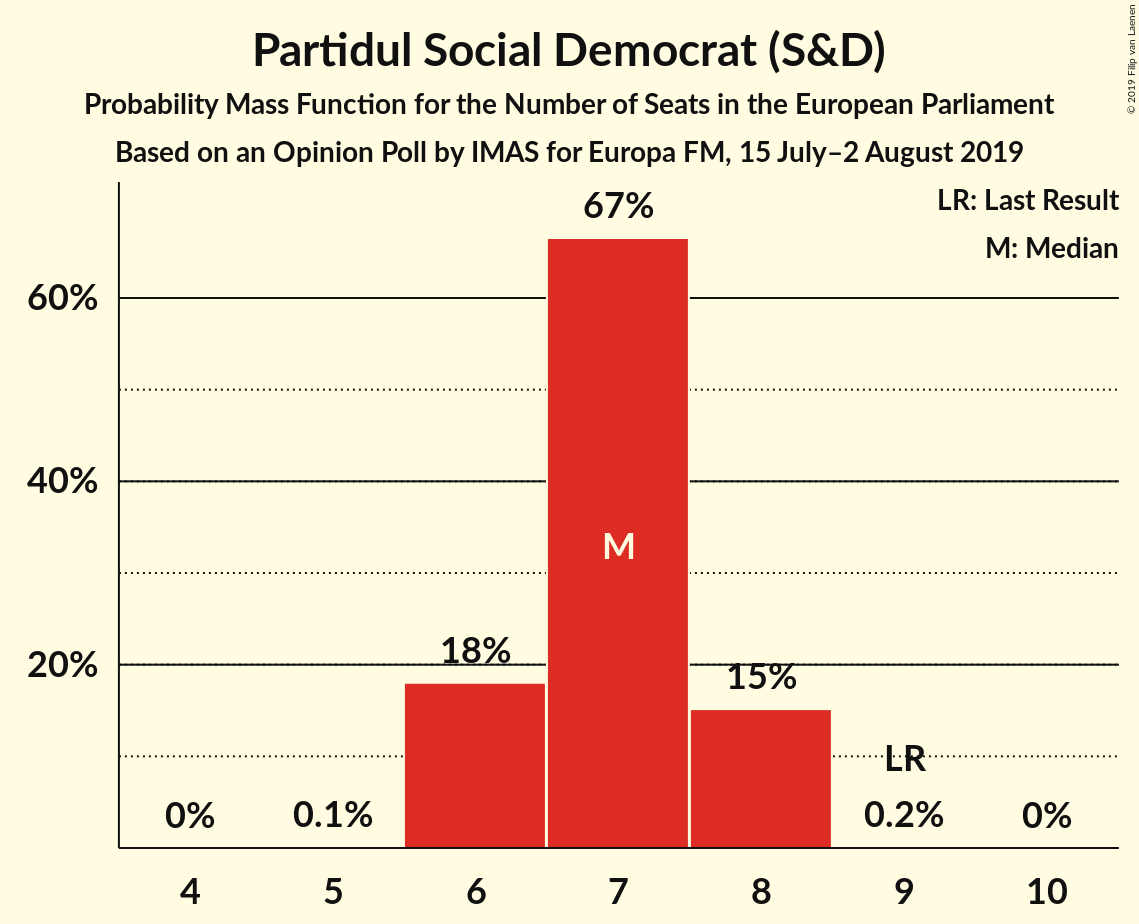 Partidul Social Democrat (S&D)
Probability Mass Function for the Number of Seats in the European Parliament
Based on an Opinion Poll by IMAS for Europa FM, 15 July–2 August 2019
© 2019 Filip van Laenen
LR: Last Result
M: Median
67%
60%
40%
M
18%
20%
15%
LR
0%
0.1%
0.2%
0%
4
5
6
7
8
9
10